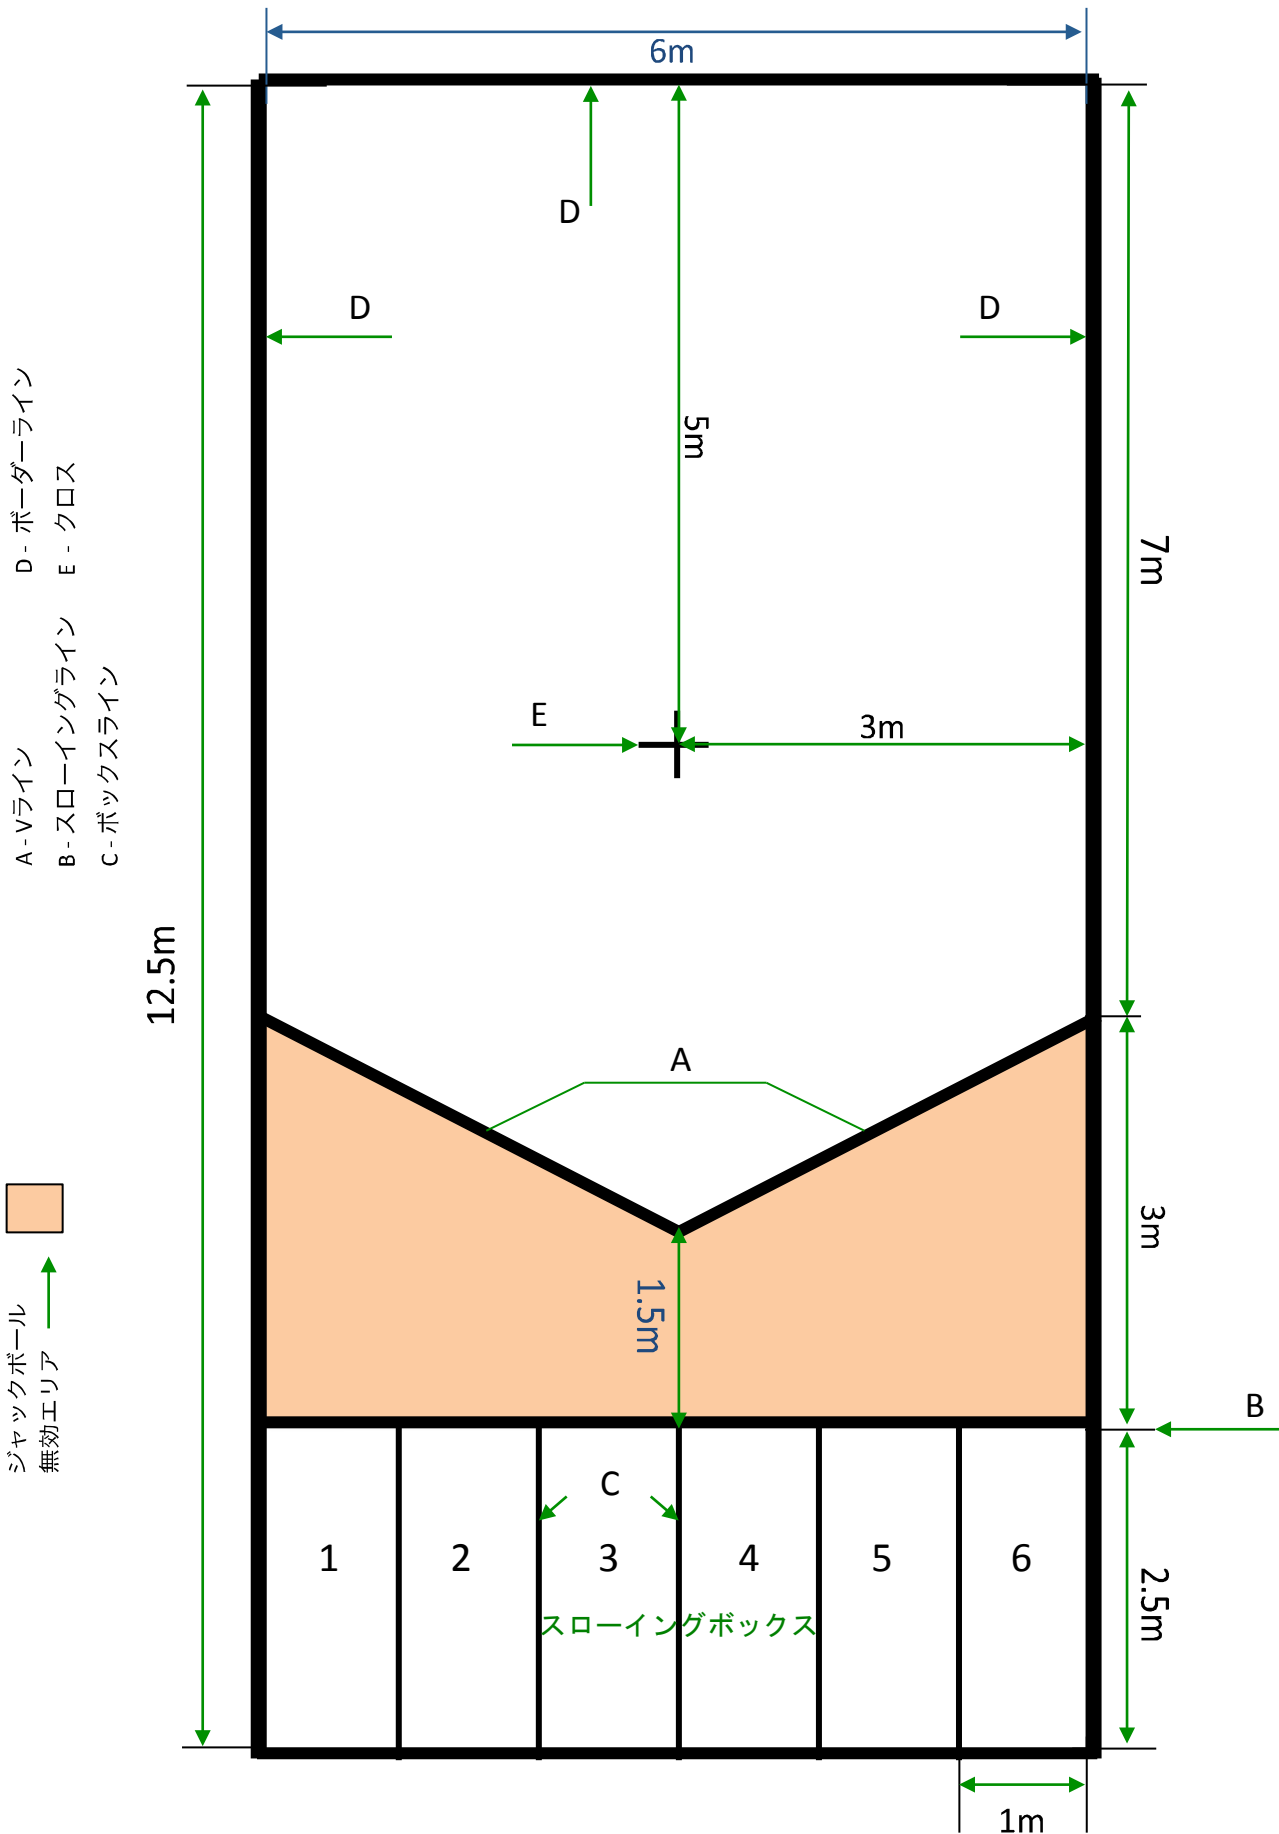 6m
D
D
D
5m
7m
E
3m
12.5m
A
3m
1.5m
B
C
1
2
3
4
5
6
スローイングボックス
2.5m
1m
A - Vライン
D - ボーダーライン
B - スローイングライン
E - クロス
C - ボックスライン
ジャックボール
無効エリア